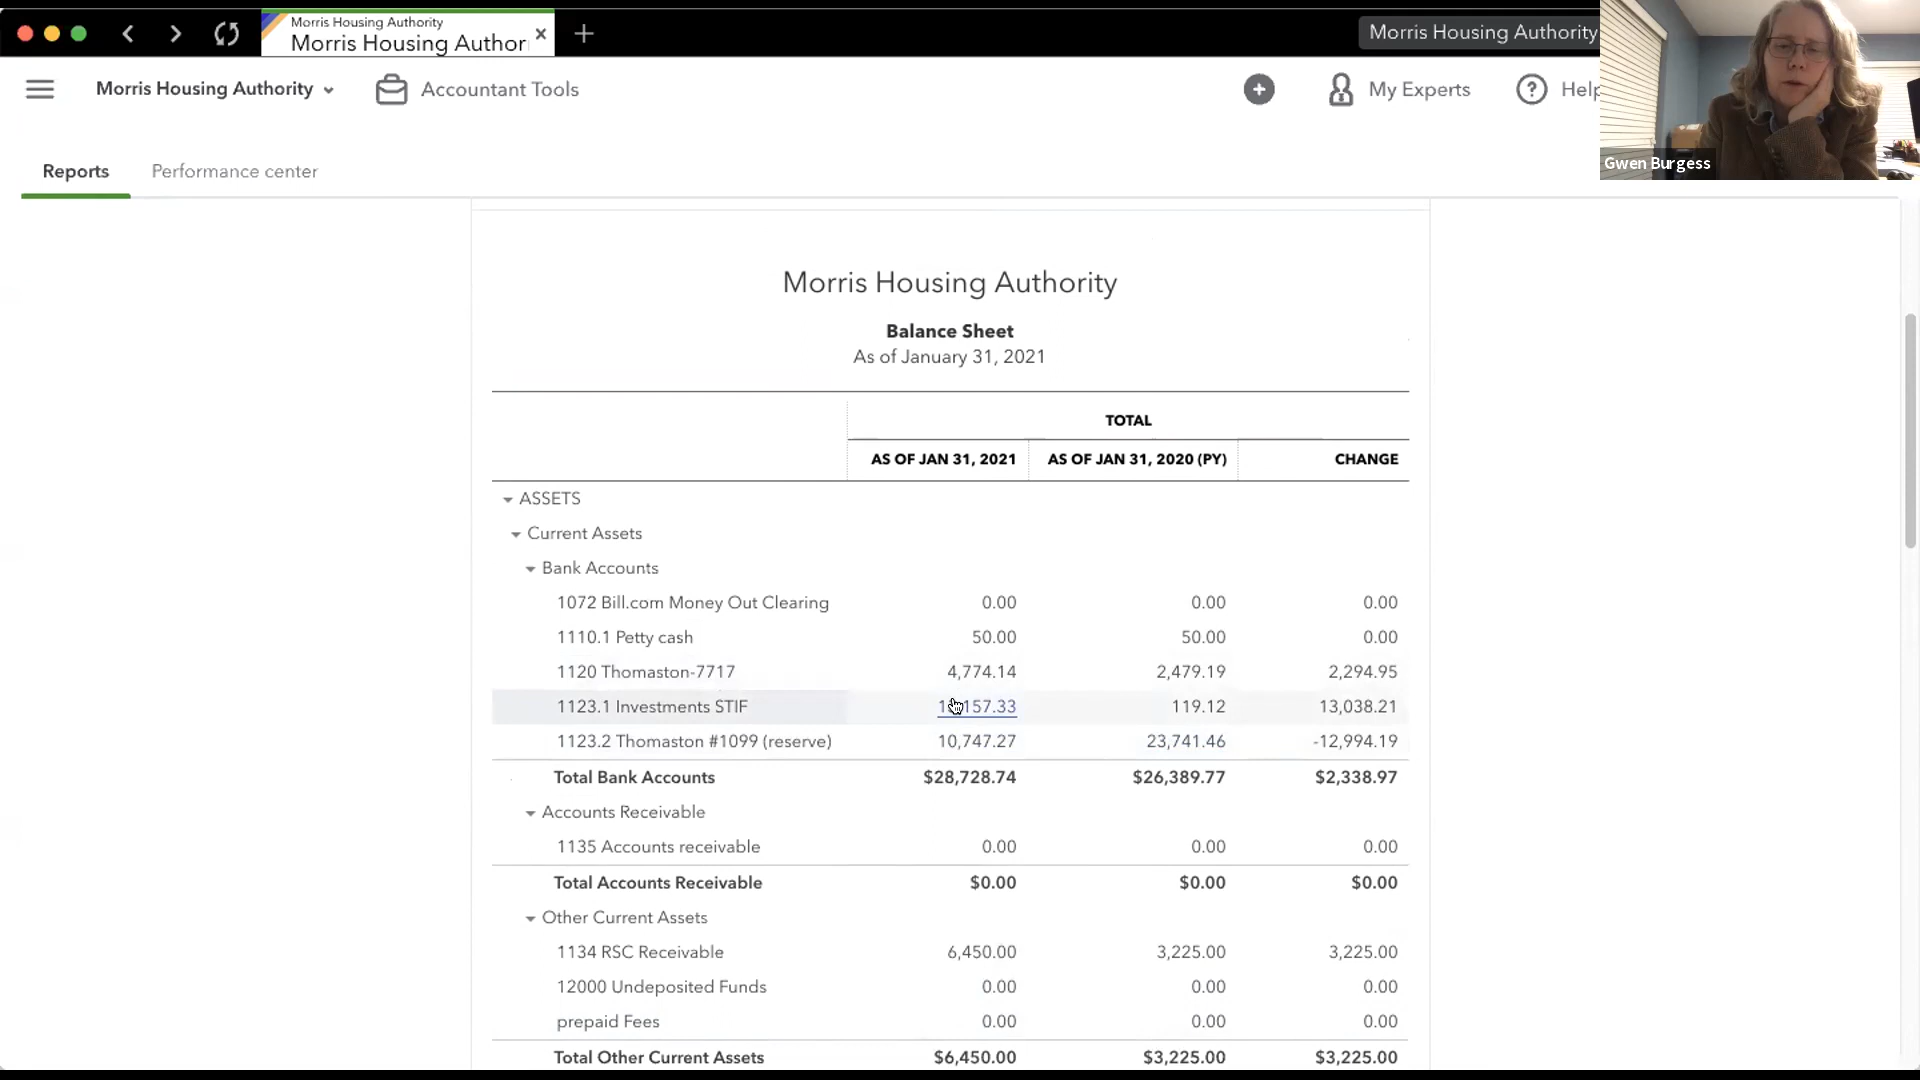 Morris Housing Authority
Morris Housing Author
Morris Housing Authority
Morris Housing Authority
Accountant Tools
My Experts
Help
Gwen Burgess
Reports
Performance center
Morris Housing Authority
Balance Sheet
As of January 31, 2021
TOTAL
AS OF JAN 31, 2021 AS OF JAN 31, 2020 (PY) CHANGE
ASSETS
Current Assets
Bank Accounts
1072 Bill.com Money Out Clearing 0.00 0.00 0.00
1110.1 Petty cash 50.00 50.00 0.00
1120 Thomaston-7717 4,774.14 2,479.19 2,294.95
1123.1 Investments STIF 119.12 13,038.21
1123.2 Thomaston #1099 (reserve) 10,747.27 23,741.46 -12,994.19
Total Bank Accounts $28,728.74 $26,389.77 $2,338.97
Accounts Receivable
1135 Accounts receivable 0.00 0.00 0.00
Total Accounts Receivable $0.00 $0.00 $0.00
Other Current Assets
1134 RSC Receivable 6,450.00 3,225.00 3,225.00
12000 Undeposited Funds 0.00 0.00 0.00
prepaid Fees 0.00 0.00 0.00
Total Other Current Assets $6,450.00 $3,225.00 $3,225.00